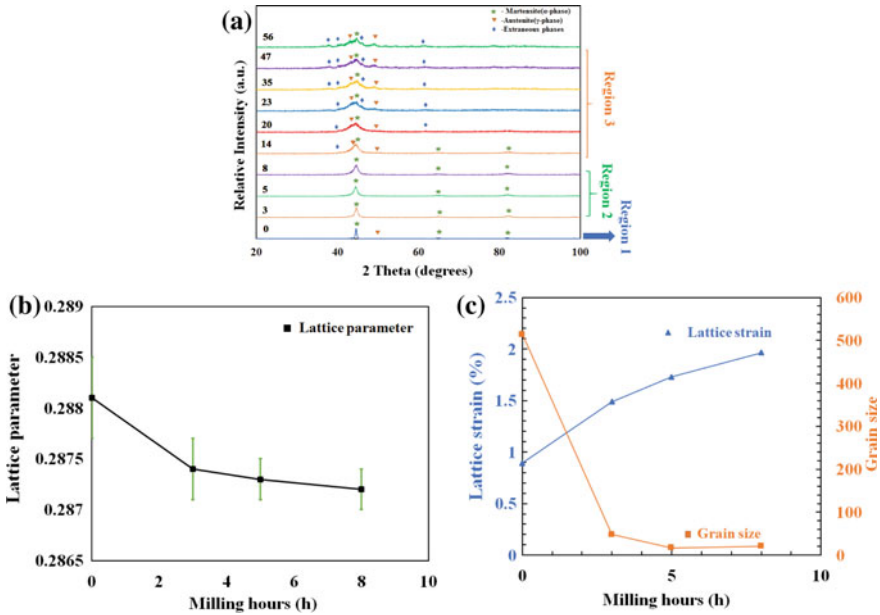 (a)
- Martensite(α-phase)
-Austenite(γ-phase)
-Extraneous phases
Relative Intensity (a.u.)
56
47
35
23
20
14
8
5
3
0
Region 3
Region 2
Region 1
20 40 60 80 100
2 Theta (degrees)
(b)
Lattice parameter
0.289
0.2885
0.288
0.2875
0.287
0.2865
Lattice parameter
0 2 4 6 8 10
Milling hours (h)
(c)
Lattice strain (%)
2.5
2
1.5
1
0.5
0
Lattice strain
Grain size
600
500
400
300
200
100
0
Grain size
0 5 10
Milling hours (h)